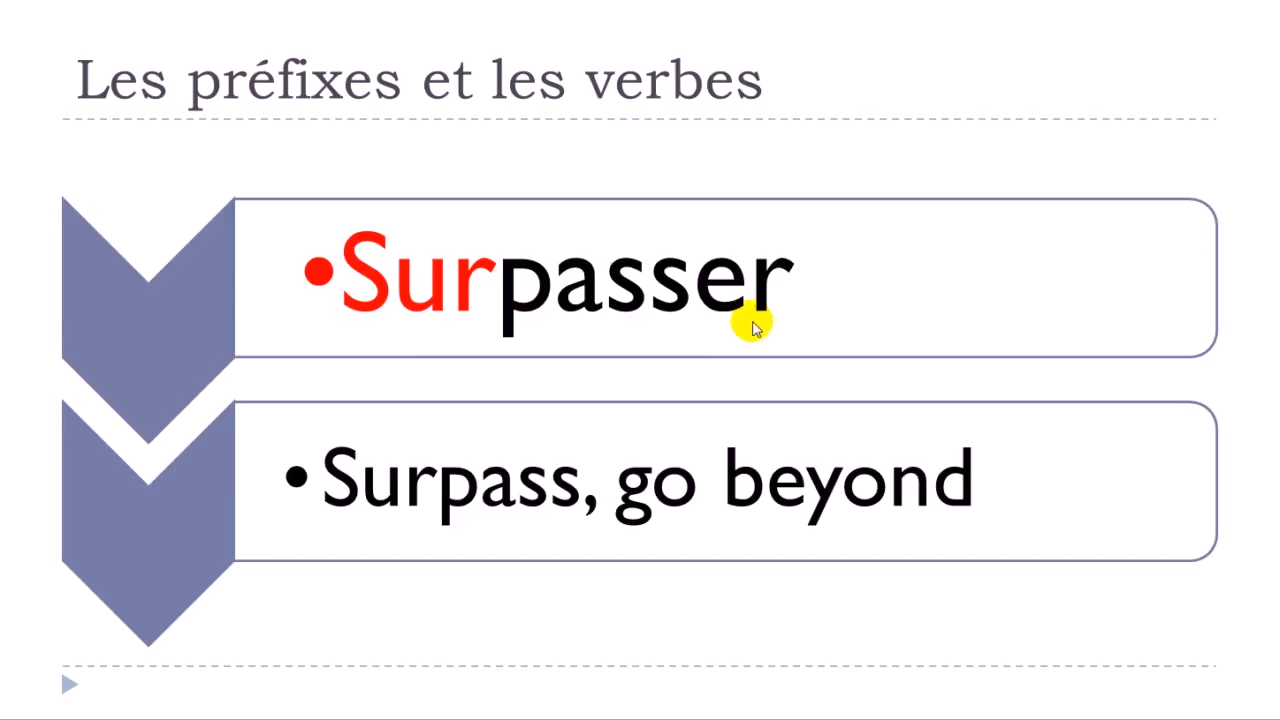 Les préfixes et les verbes
•Surpasser
•Surpass, go beyond